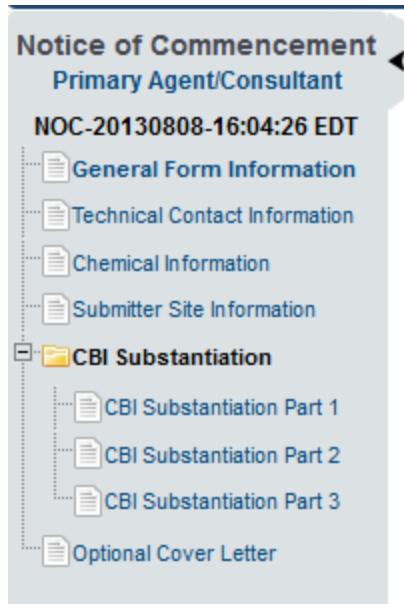 Notice of Commencement
Primary Agent/Consultant
NOC-20130808-16:04:26 EDT
General Form Information
Technical Contact Information
Chemical Information
Submitter Site Information
CBI Substantiation
CBI Substantiation Part 1
CBI Substantiation Part 2
CBI Substantiation Part 3
Optional Cover Letter